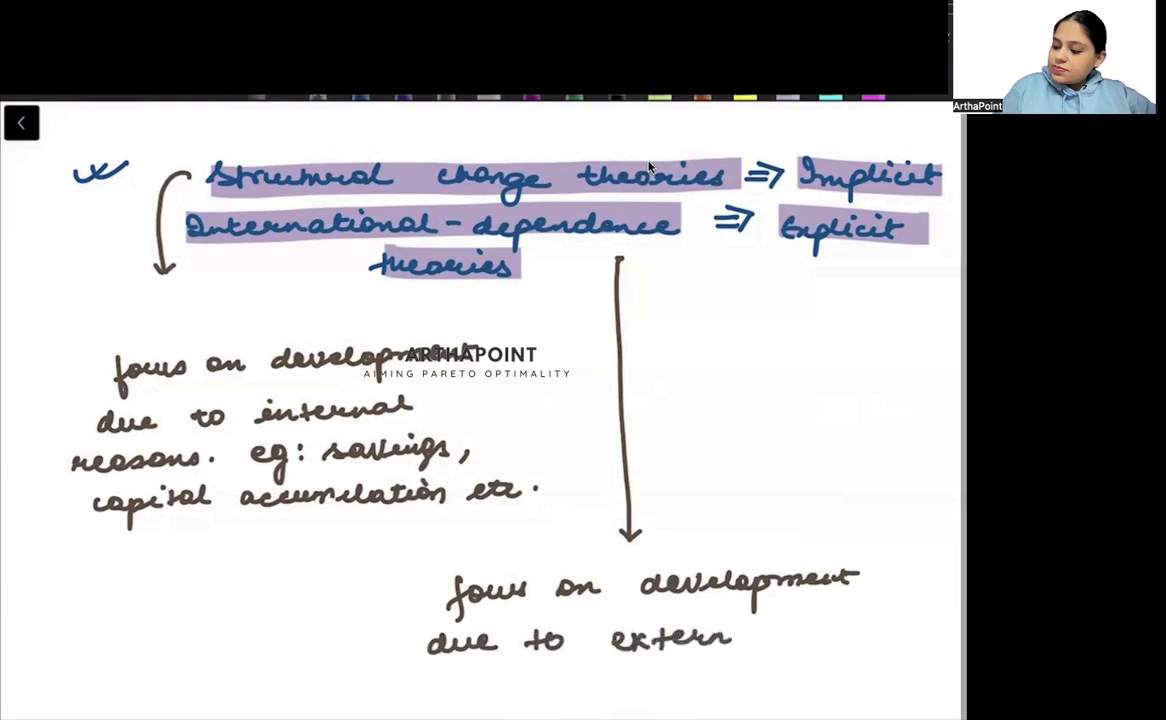 ArthaPoint
Structural change theories ⇒ Implicit
International-dependence ⇒ Explicit
theories
focus on development
ARTHAPOINT
AIMING PARETO OPTIMALITY
due to internal
reasons. eg: savings,
capital accumulation etc.
focus on development
due to extern